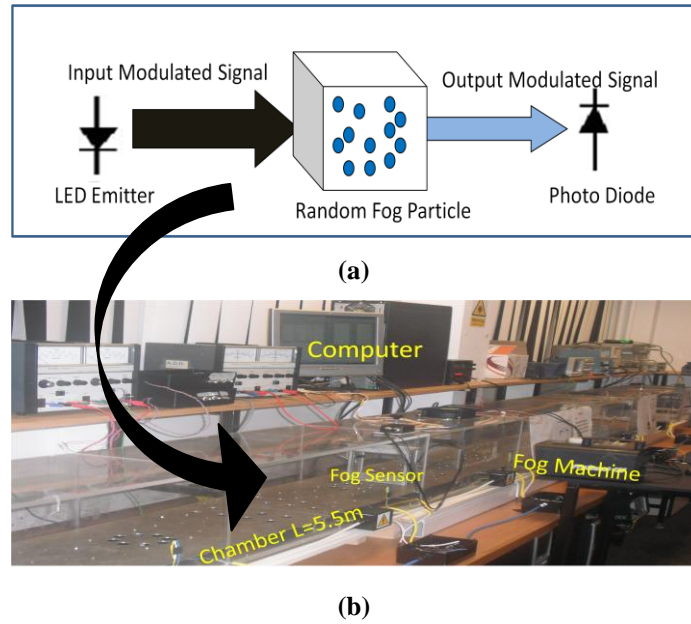 Input Modulated Signal
Output Modulated Signal
LED Emitter
Random Fog Particle
Photo Diode
(a)
Computer
Fog Sensor
Fog Machine
Chamber L=5.5m
(b)